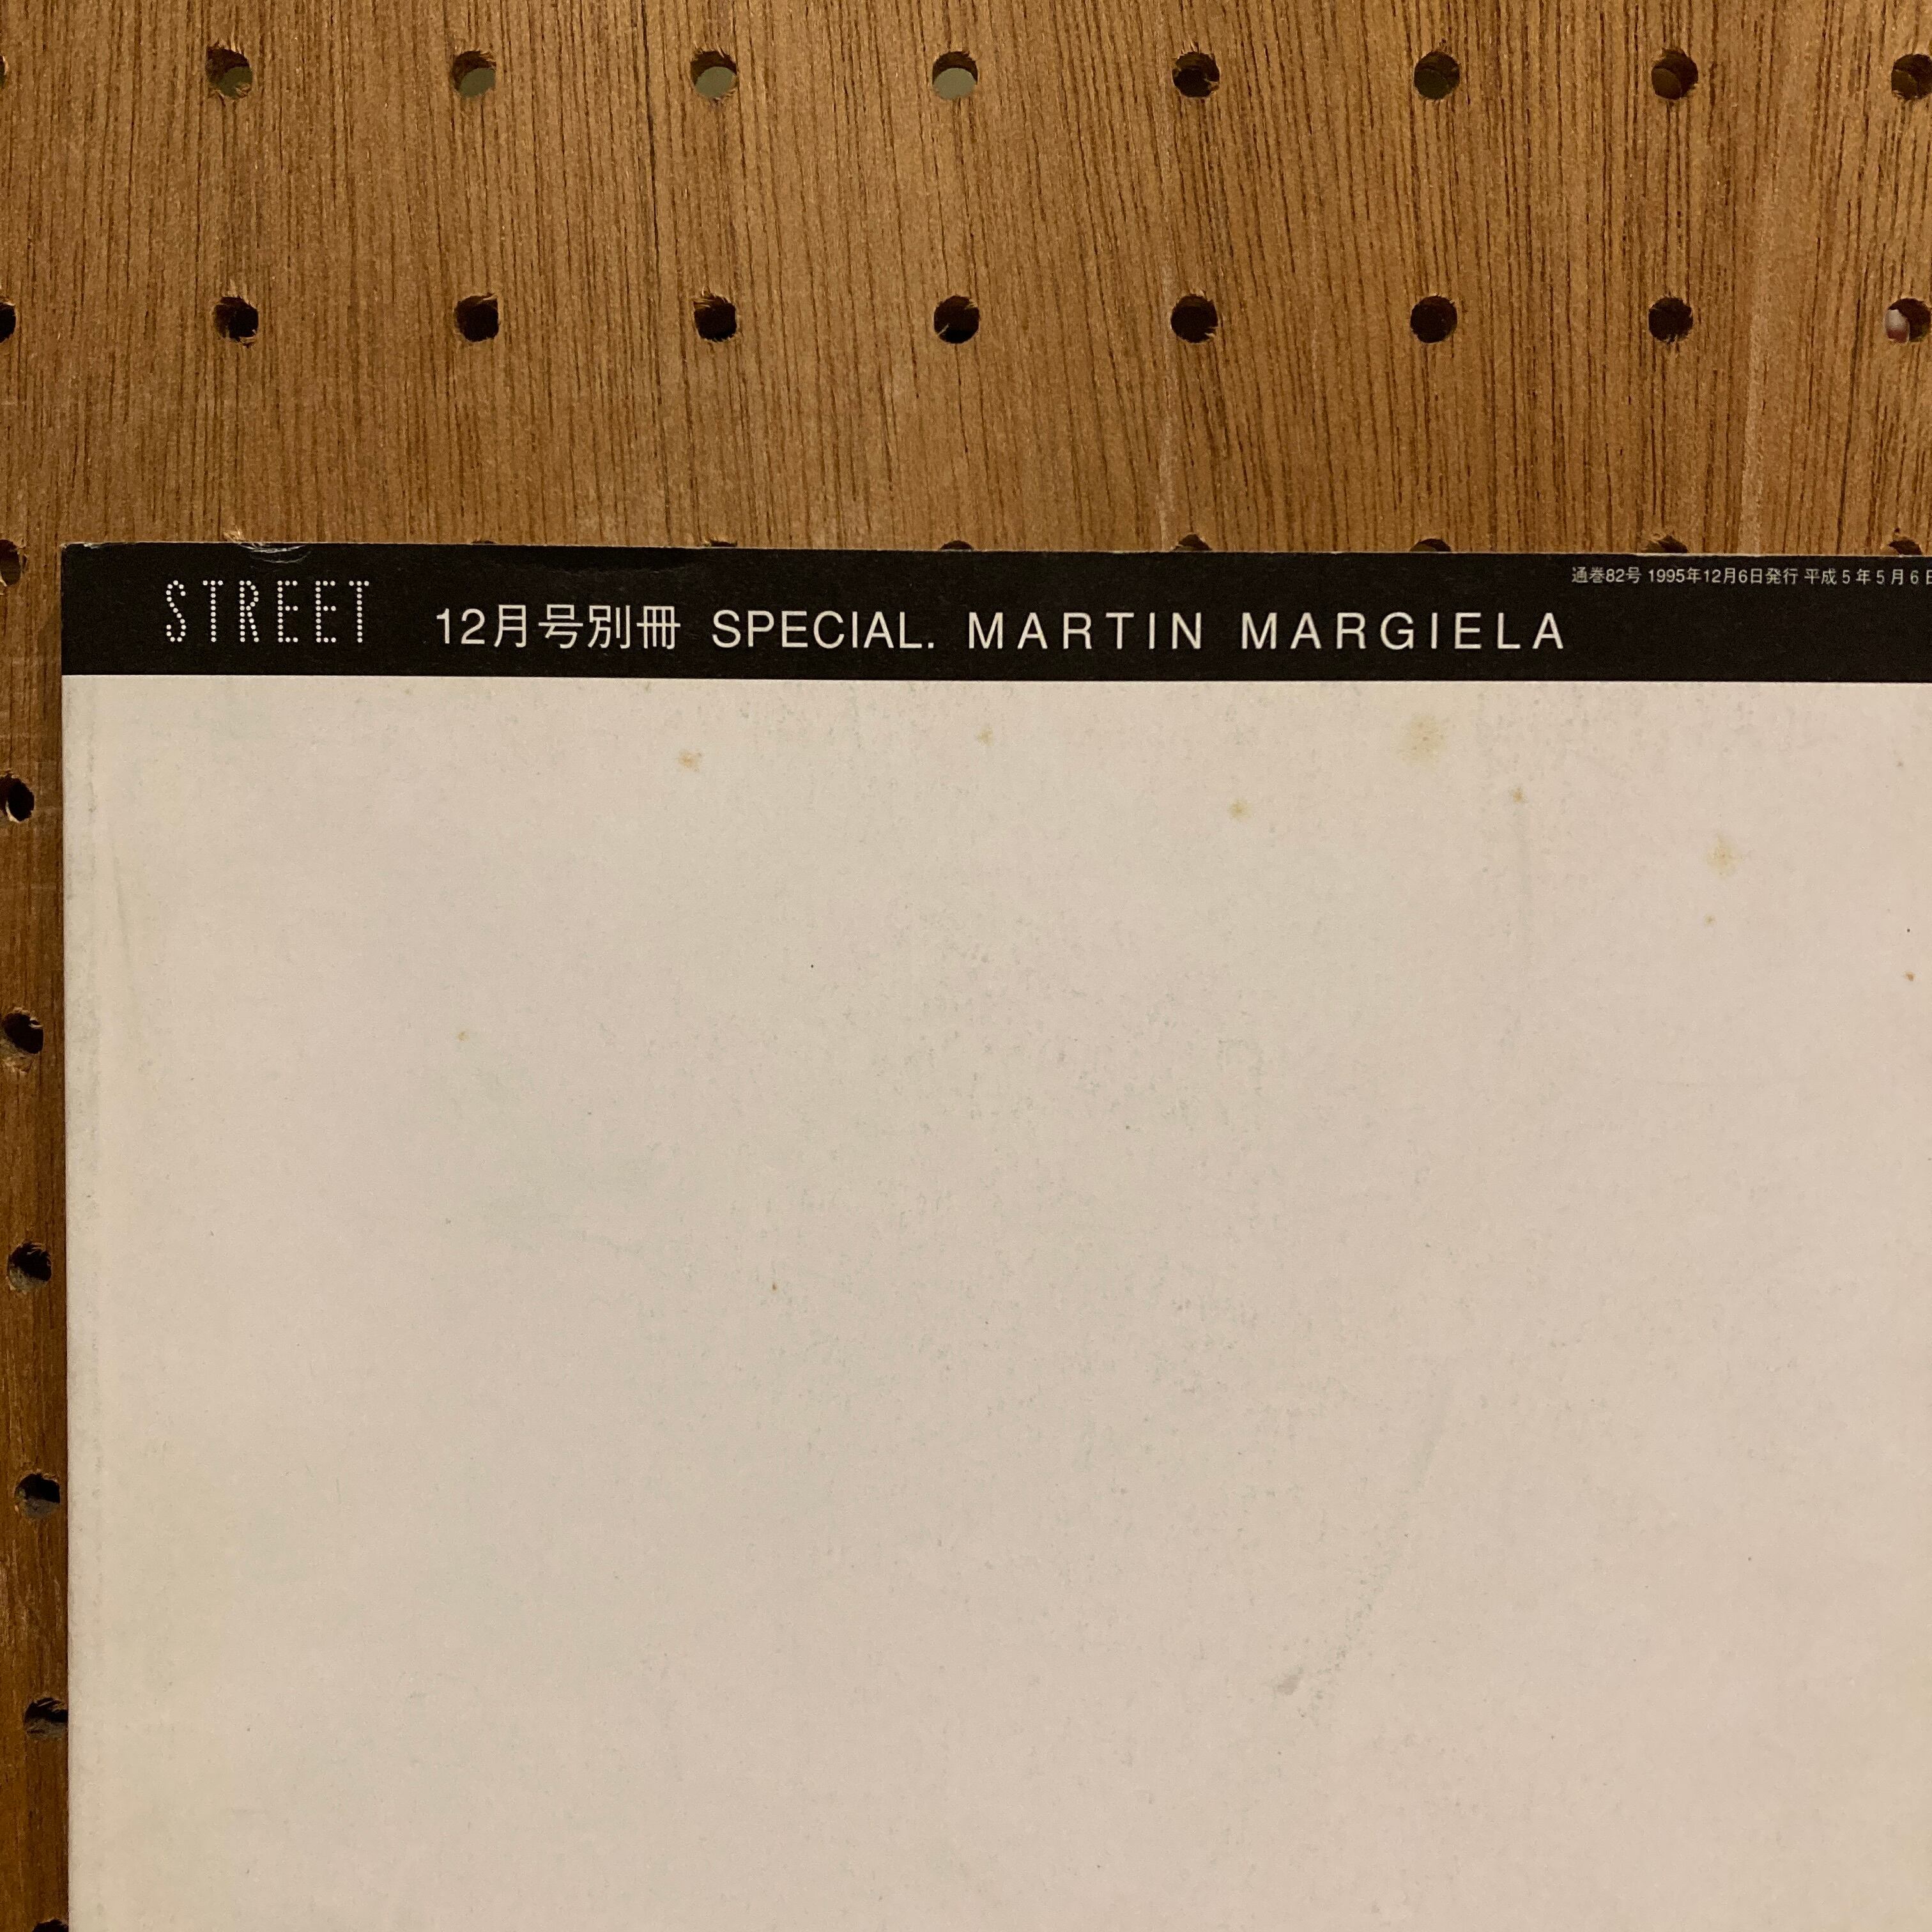 通巻82号 1995年12月6日発行 平成5年5月6日
STREET 12月号別冊 SPECIAL. MARTIN MARGIELA